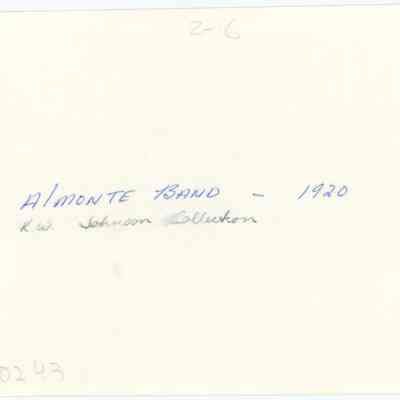 2-6
Almonte Band - 1920
R.W. Johnson Collection
0243